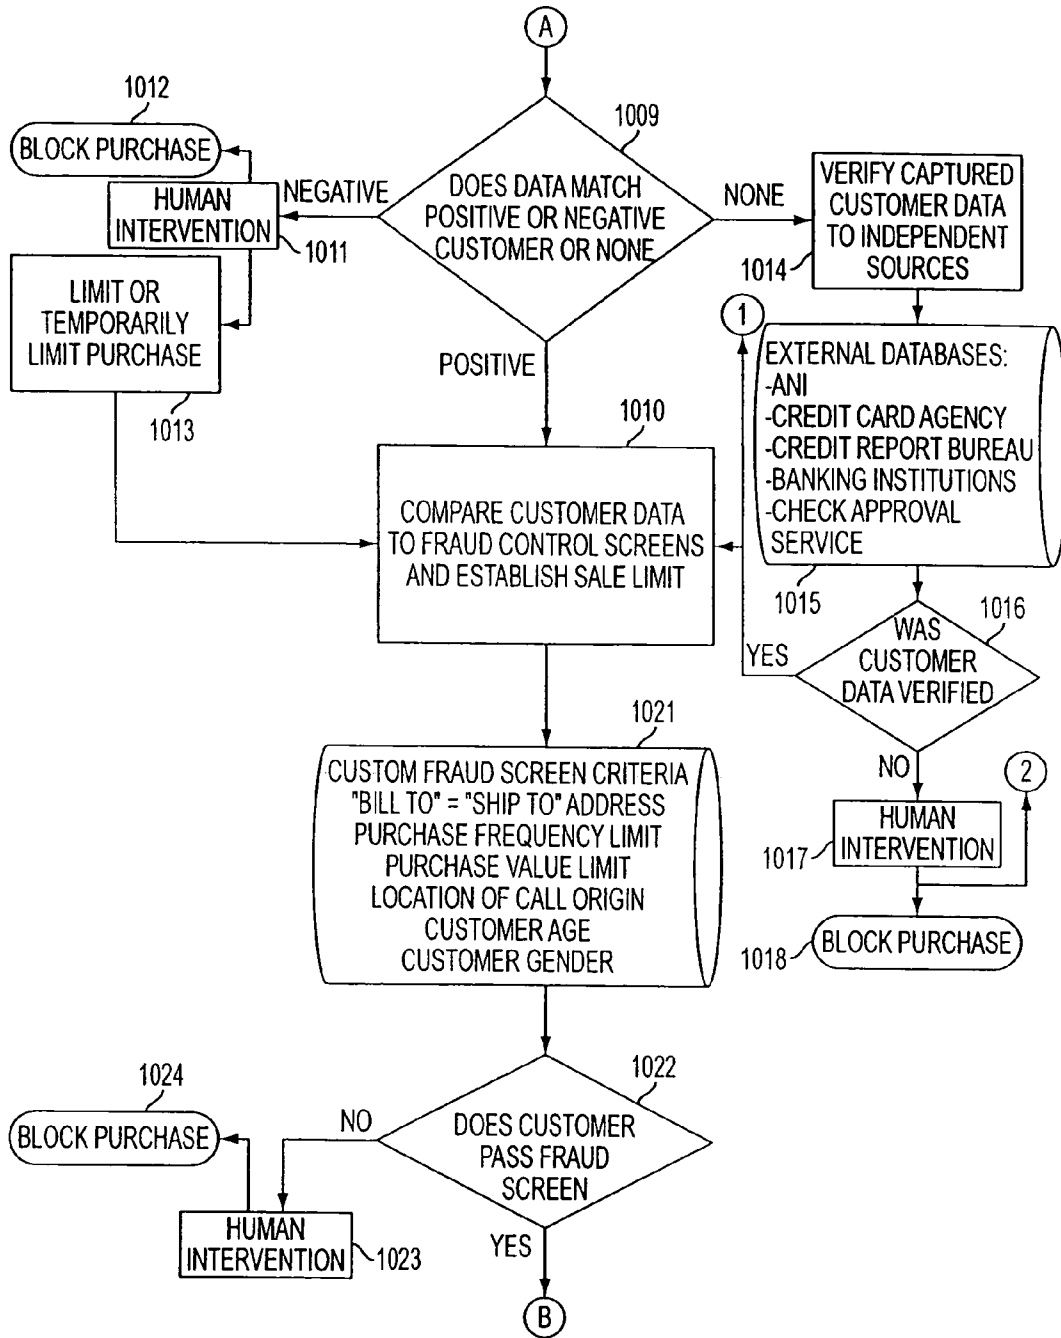 A
1012
BLOCK PURCHASE
1009
DOES DATA MATCH
POSITIVE OR NEGATIVE
CUSTOMER OR NONE
NEGATIVE
HUMAN
INTERVENTION
1011
LIMIT OR
TEMPORARILY
LIMIT PURCHASE
1013
NONE
VERIFY CAPTURED
CUSTOMER DATA
TO INDEPENDENT
SOURCES
1014
1
POSITIVE
EXTERNAL DATABASES:
-ANI
-CREDIT CARD AGENCY
-CREDIT REPORT BUREAU
-BANKING INSTITUTIONS
-CHECK APPROVAL
SERVICE
1015
1010
COMPARE CUSTOMER DATA
TO FRAUD CONTROL SCREENS
AND ESTABLISH SALE LIMIT
1016
WAS
CUSTOMER
DATA VERIFIED
YES
NO
2
HUMAN
INTERVENTION
1017
BLOCK PURCHASE
1018
1021
CUSTOM FRAUD SCREEN CRITERIA
"BILL TO" = "SHIP TO" ADDRESS
PURCHASE FREQUENCY LIMIT
PURCHASE VALUE LIMIT
LOCATION OF CALL ORIGIN
CUSTOMER AGE
CUSTOMER GENDER
1022
DOES CUSTOMER
PASS FRAUD
SCREEN
NO
1024
BLOCK PURCHASE
HUMAN
INTERVENTION
1023
YES
B